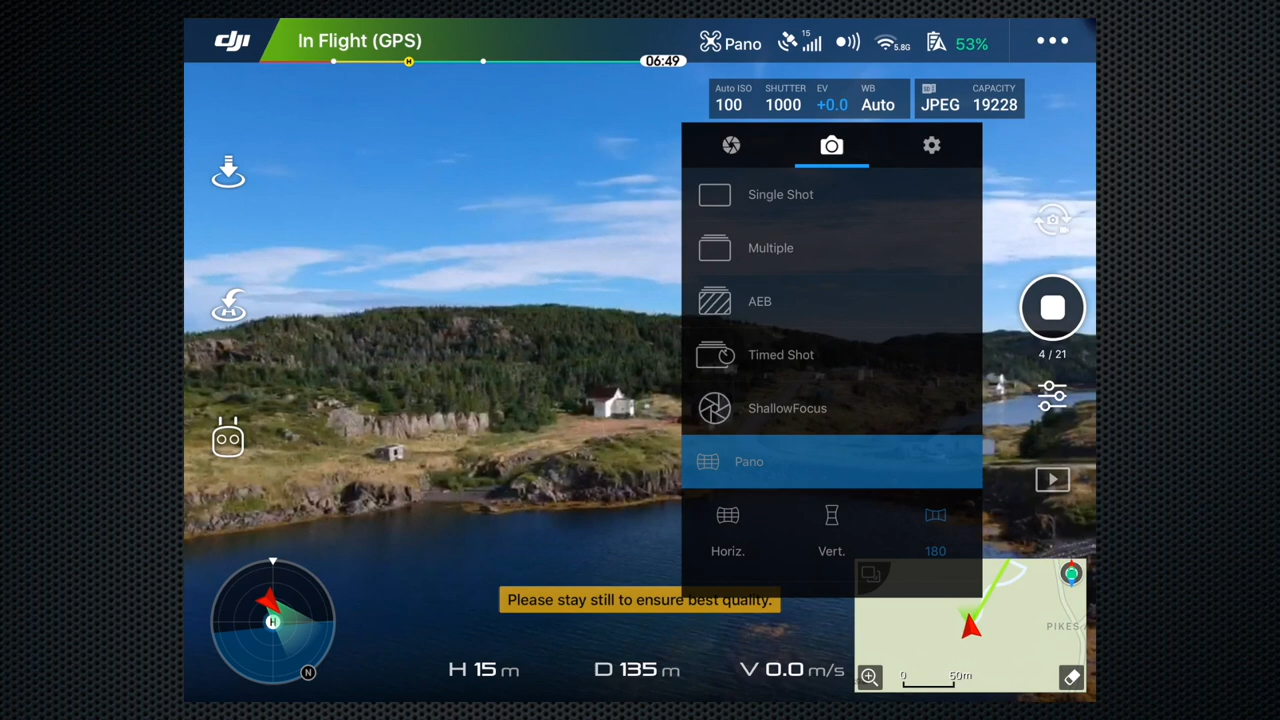 dji In Flight (GPS) Pano 15 5.8G 53%
H 06:49
Auto ISO SHUTTER EV WB CAPACITY
100 1000 +0.0 Auto JPEG 19228
Single Shot
Multiple
AEB
Timed Shot
4 / 21
ShallowFocus
Pano
Horiz. Vert. 180
Please stay still to ensure best quality.
H
PIKES
N
H 15 m D 135 m V 0.0 m/s
0 50m